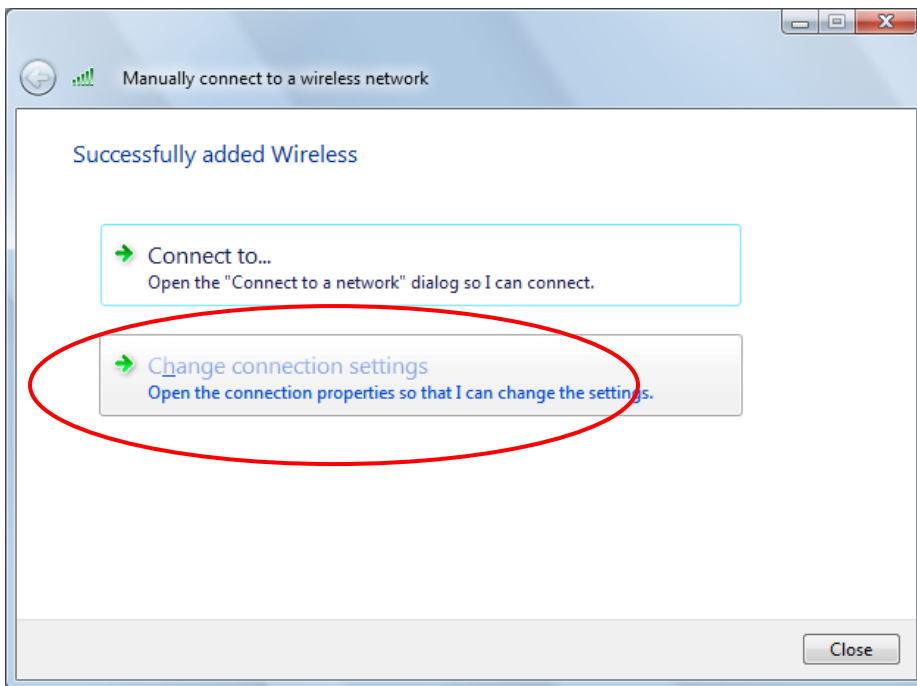 Manually connect to a wireless network
Successfully added Wireless
Connect to...
Open the "Connect to a network" dialog so I can connect.
Change connection settings
Open the connection properties so that I can change the settings.
Close